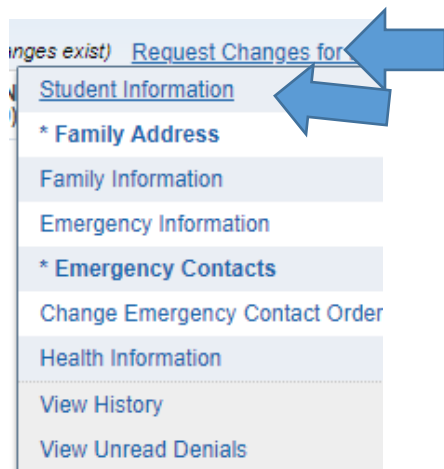 anges exist) Request Changes for
Student Information
* Family Address
Family Information
Emergency Information
* Emergency Contacts
Change Emergency Contact Order
Health Information
View History
View Unread Denials